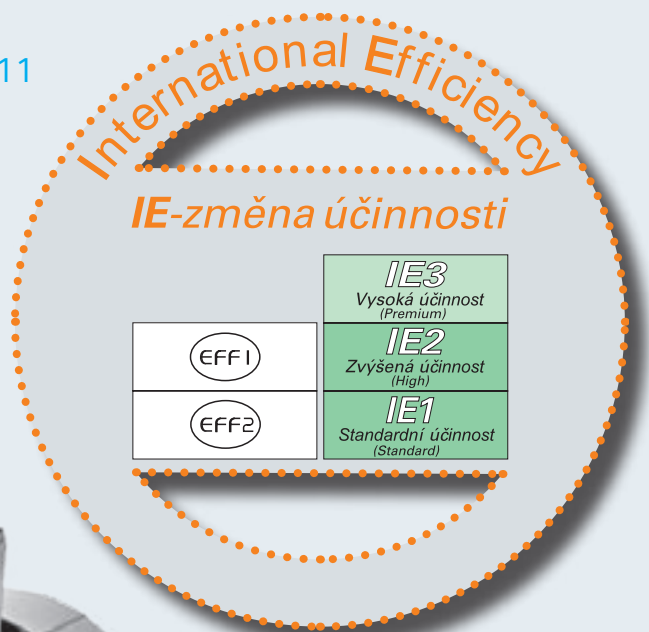 11
International Efficiency
IE-změna účinnosti
IE3
Vysoká účinnost
(Premium)
EFF1
IE2
Zvýšená účinnost
(High)
EFF2
IE1
Standardní účinnost
(Standard)